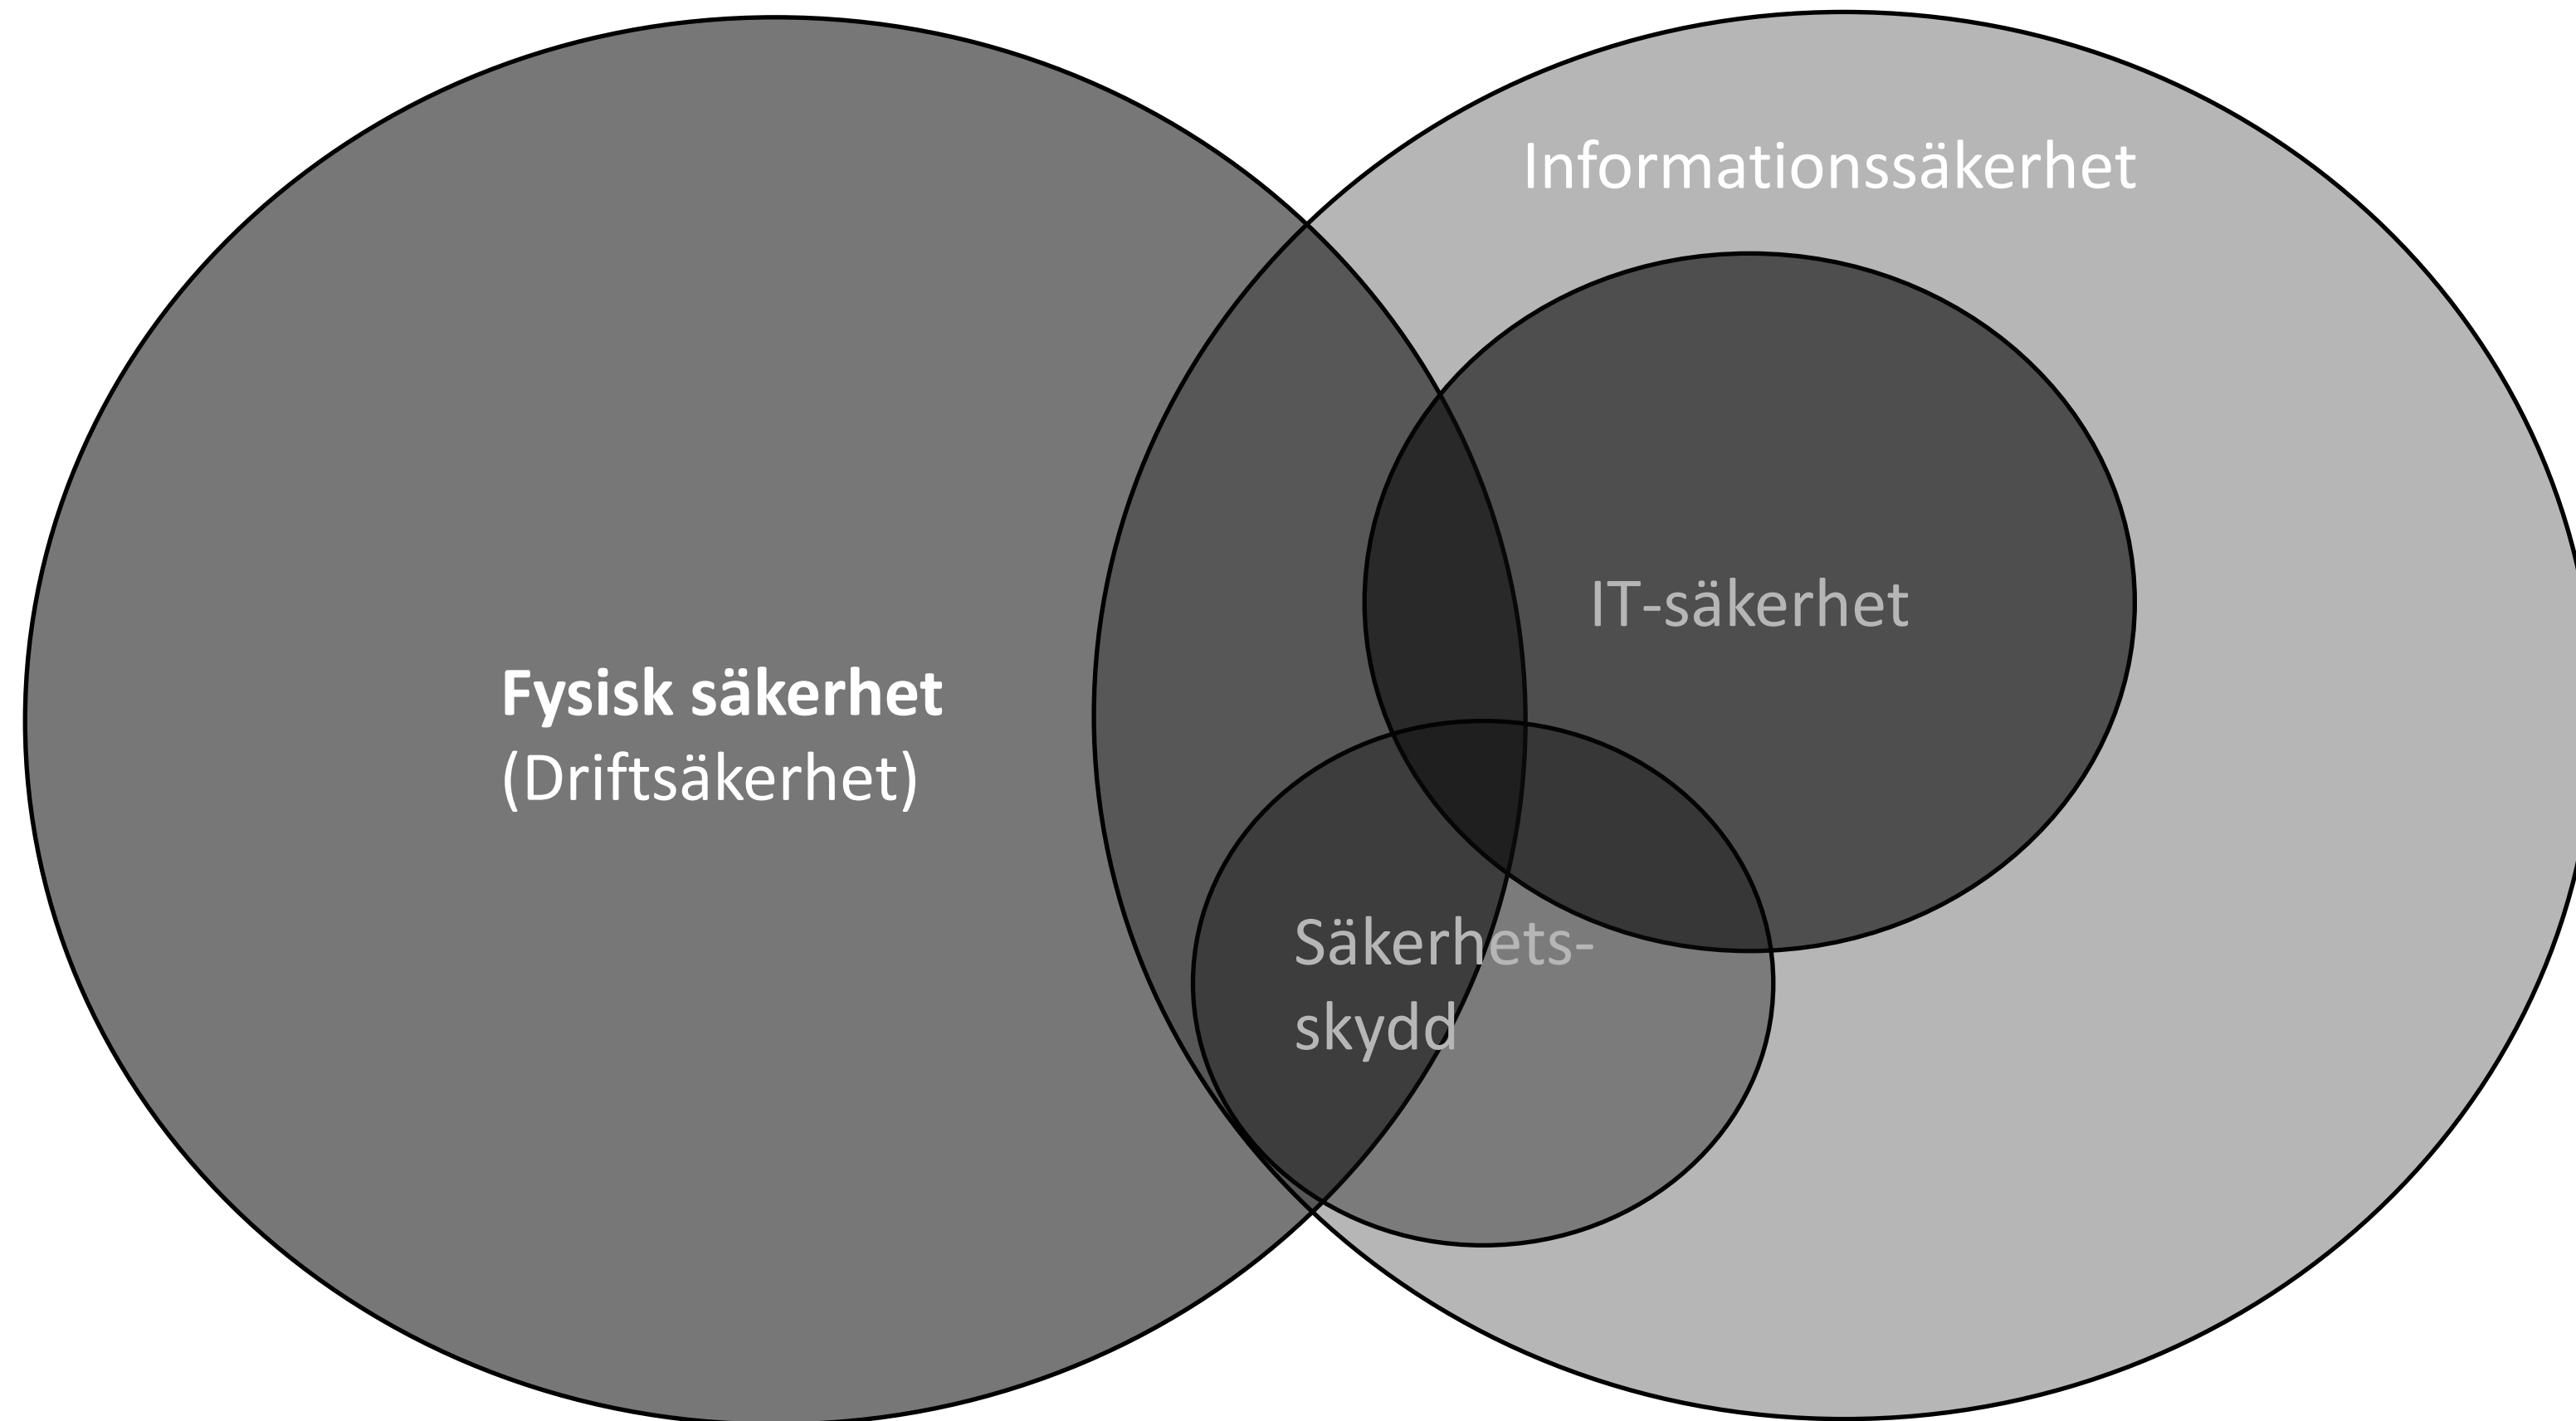 Informationssäkerhet
IT-säkerhet
Fysisk säkerhet
(Driftsäkerhet)
Säkerhets-
skydd